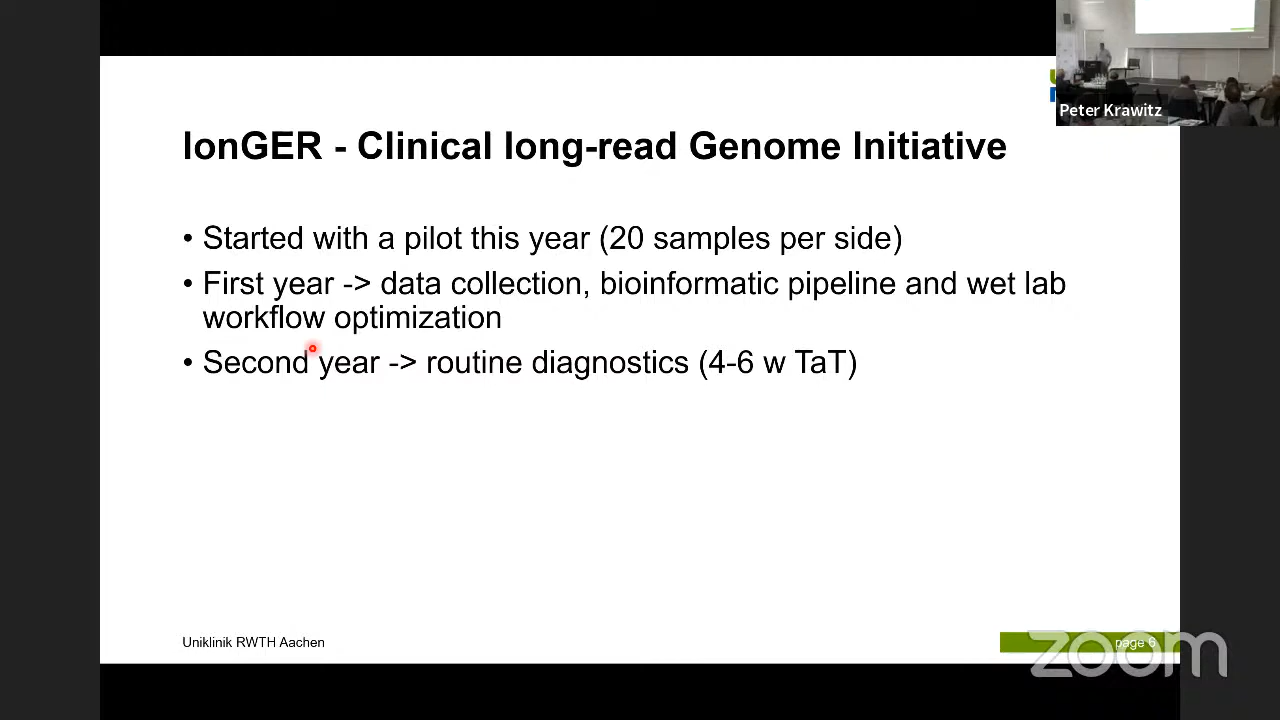 Peter Krawitz
lonGER - Clinical long-read Genome Initiative
• Started with a pilot this year (20 samples per side)
• First year -> data collection, bioinformatic pipeline and wet lab
workflow optimization
• Second year -> routine diagnostics (4-6 w TaT)
Uniklinik RWTH Aachen
page 6
zoom